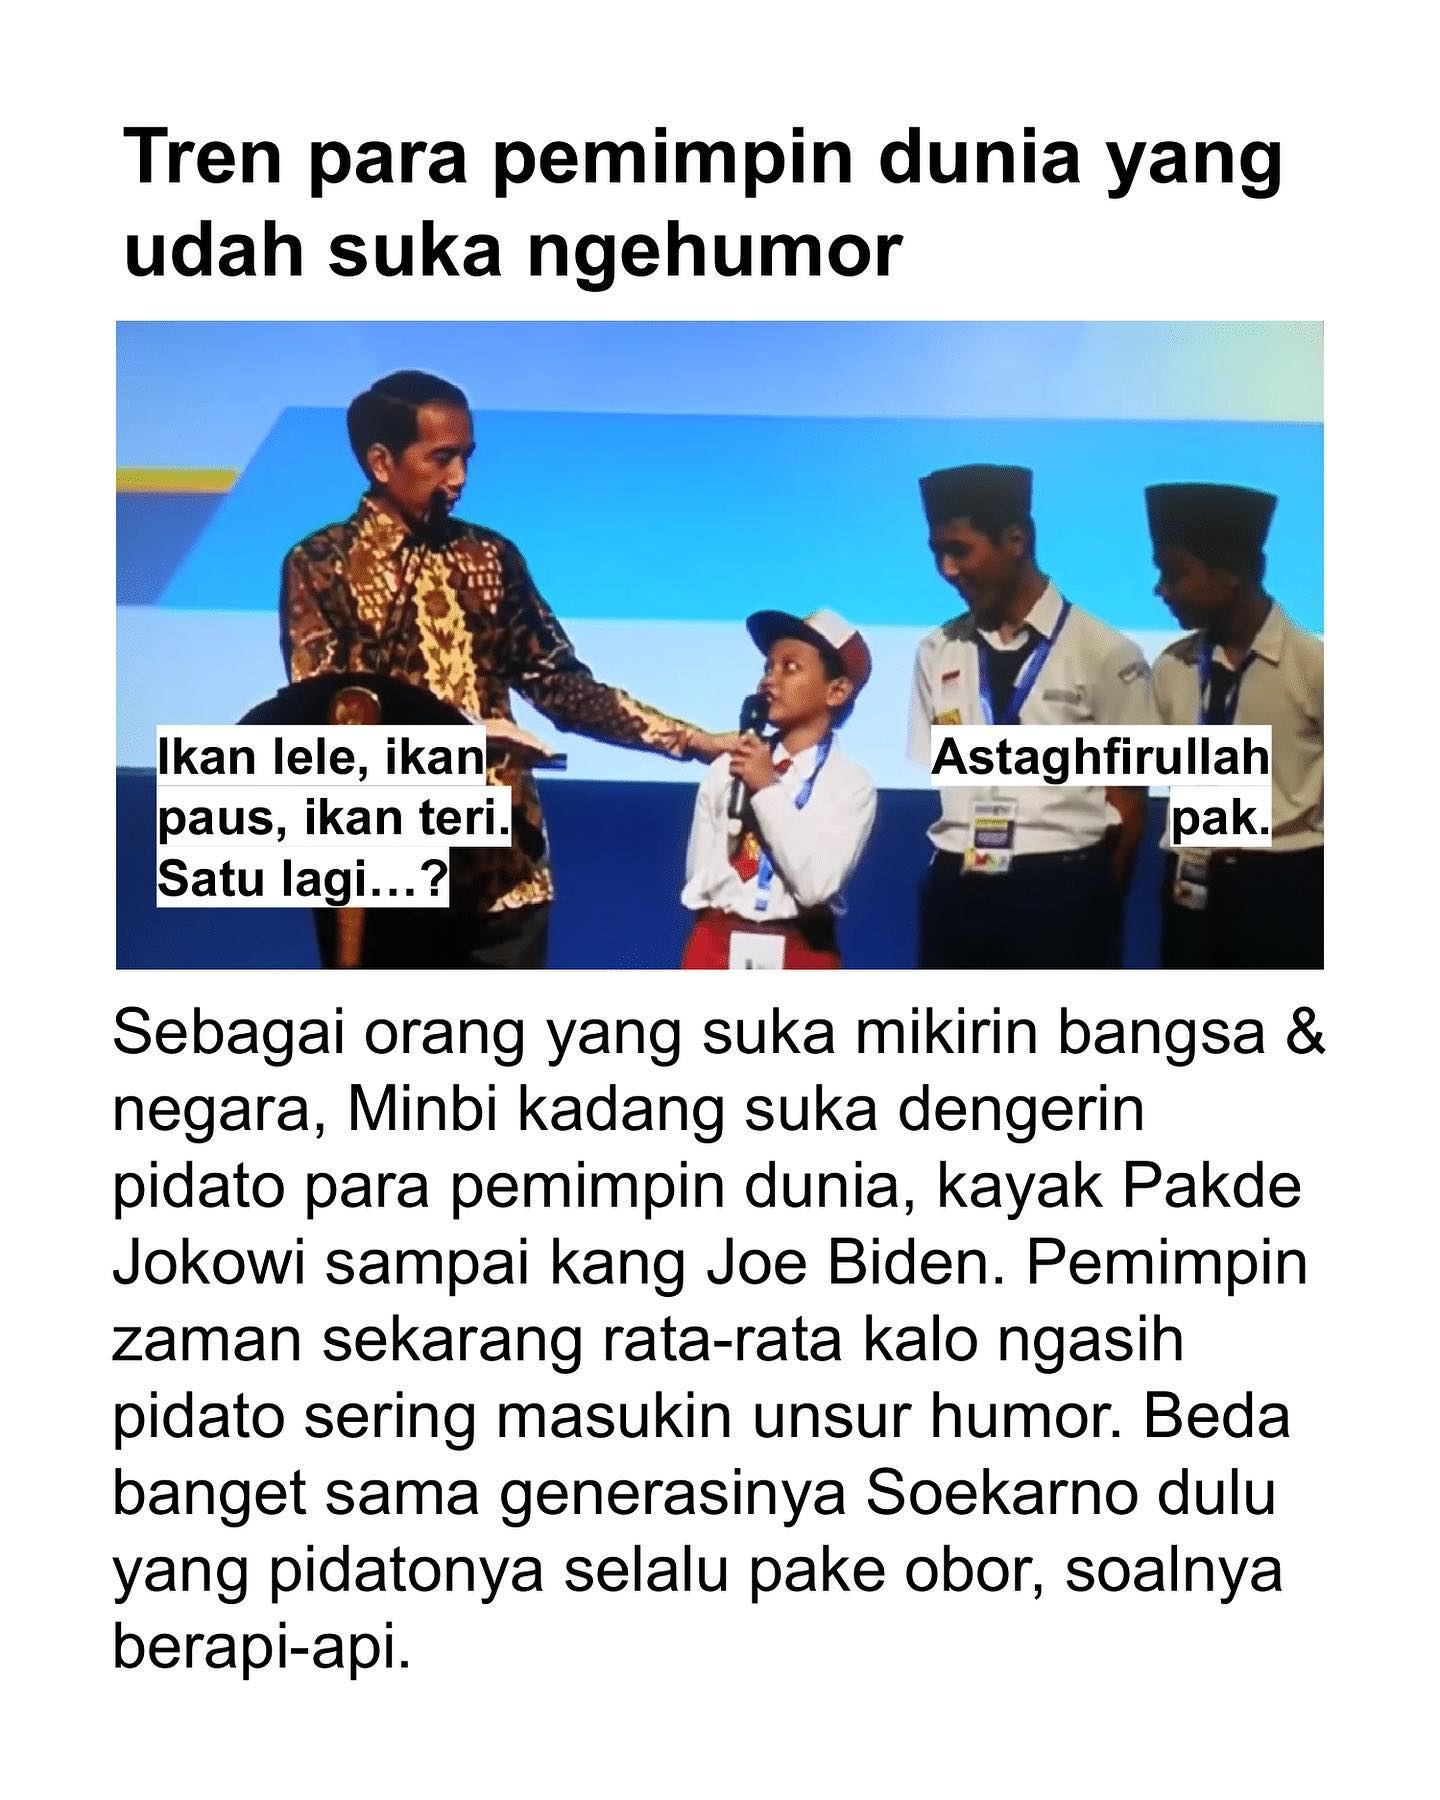 Tren para pemimpin dunia yang
udah suka ngehumor
Ikan lele, ikan
paus, ikan teri.
Satu lagi...?
Astaghfirullah
pak.
Sebagai orang yang suka mikirin bangsa &
negara, Minbi kadang suka dengerin
pidato para pemimpin dunia, kayak Pakde
Jokowi sampai kang Joe Biden. Pemimpin
zaman sekarang rata-rata kalo ngasih
pidato sering masukin unsur humor. Beda
banget sama generasinya Soekarno dulu
yang pidatonya selalu pake obor, soalnya
berapi-api.